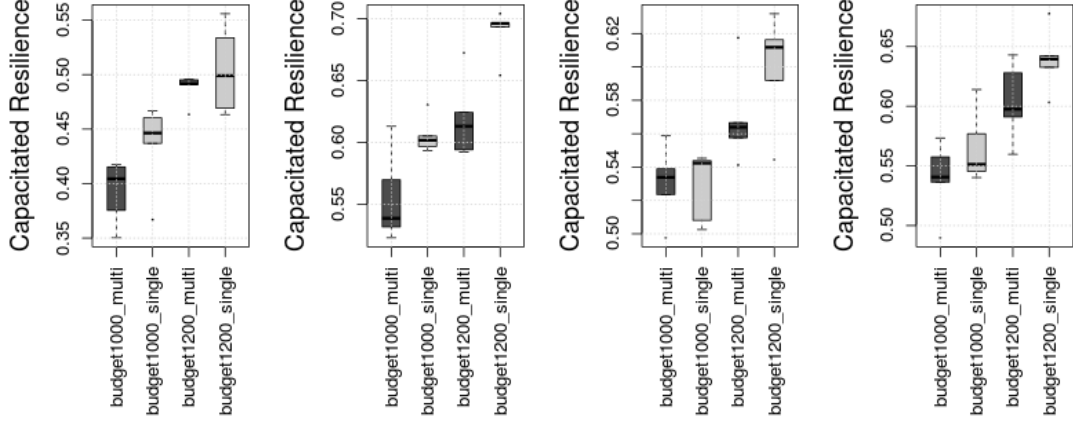 Capacitated Resilience
0.55
0.50
0.45
0.40
0.35
budget1000_multi
budget1000_single
budget1200_multi
budget1200_single
Capacitated Resilience
0.70
0.65
0.60
0.55
budget1000_multi
budget1000_single
budget1200_multi
budget1200_single
Capacitated Resilience
0.62
0.58
0.54
0.50
budget1000_multi
budget1000_single
budget1200_multi
budget1200_single
Capacitated Resilience
0.65
0.60
0.55
0.50
budget1000_multi
budget1000_single
budget1200_multi
budget1200_single